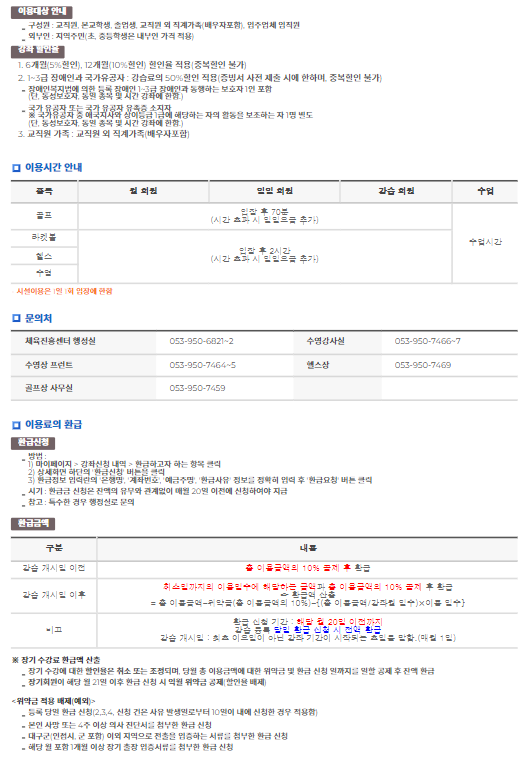 이용대상 안내
구성원 : 교직원, 본교학생, 졸업생, 교직원 외 직계가족(배우자포함), 입주업체 임직원
외부인 : 지역주민(초, 중등학생은 내부인 가격 적용)
강좌 할인율
1. 6개월(5%할인), 12개월(10%할인) 할인율 적용(중복할인 불가)
2. 1~3급 장애인과 국가유공자 : 강습료의 50%할인 적용(증빙서 사전 제출 시에 한하며, 중복할인 불가)
장애인복지법에 의한 등록 장애인 1~3급 장애인과 동행하는 보호자 1인 포함
(단, 동성보호자, 동일 종목 및 시간 강좌에 한함.)
국가 유공자 또는 국가 유공자 유족증 소지자
※ 국가유공자 중 애국지사와 상이등급 1급에 해당하는 자의 활동을 보조하는 자 1명 별도
(단, 동성보호자, 동일 종목 및 시간 강좌에 한함.)
3. 교직원 가족 : 교직원 외 직계가족(배우자포함)
이용시간 안내
종목 월 회원 일일 회원 강습 회원 수업
골프 입장 후 70분
(시간 초과 시 일일요금 추가)
수업시간
라켓볼
헬스 입장 후 2시간
(시간 초과 시 일일요금 추가)
수영
시설이용은 1일 1회 입장에 한함
문의처
체육진흥센터 행정실 053-950-6821~2 수영강사실 053-950-7466~7
수영장 프런트 053-950-7464~5 헬스장 053-950-7469
골프장 사무실 053-950-7459
이용료의 환급
환급신청
방법 :
1) 마이페이지 > 강좌신청 내역 > 환급하고자 하는 항목 클릭
2) 상세화면 하단의 '환급신청' 버튼을 클릭
3) 환급정보 입력란의 '은행명', '계좌번호', '예금주명', '환급사유' 정보를 정확히 입력 후 '환급요청' 버튼 클릭
시기 : 환급금 신청은 잔액의 유무와 관계없이 매월 20일 이전에 신청하여야 지급
참고 : 특수한 경우 행정실로 문의
환급금액
구분 내용
강습 개시일 이전 총 이용금액의 10% 공제 후 환급
강습 개시일 이후 취소일까지의 이용일수에 해당하는 금액과 총 이용금액의 10% 공제 후 환급
환급액 산출
= 총 이용금액-위약금(총 이용금액의 10%)-{(총 이용금액/강좌월 일수)x이용 일수}
비고 환급 신청 기간 : 해당 월 20일 이전까지
강습 등록 당일 환급 신청 시 전액 환급
강습 개시일 : 최초 이용일이 아닌 강좌 기간이 시작되는 초일을 말함.(매월 1일)
※ 장기 수강료 환급액 산출
장기 수강에 대한 할인율은 취소 또는 조정되며, 당월 총 이용금액에 대한 위약금 및 환급 신청 일까지를 일할 공제 후 잔액 환급
장기회원이 해당 월 21일 이후 환급 신청 시 익월 위약금 공제(할인율 배제)
<위약금 적용 배제(예외)>
등록 당일 환급 신청(2,3,4, 신청 건은 사유 발생일로부터 10일이 내에 신청한 경우 적용함)
본인 사망 또는 4주 이상 의사 진단서를 첨부한 환급 신청
대구군(인접시, 군 포함) 이외 지역으로 전출을 입증하는 서류를 첨부한 환급 신청
해당 월 포함 1개월 이상 장기 출장 입증서류를 첨부한 환급 신청